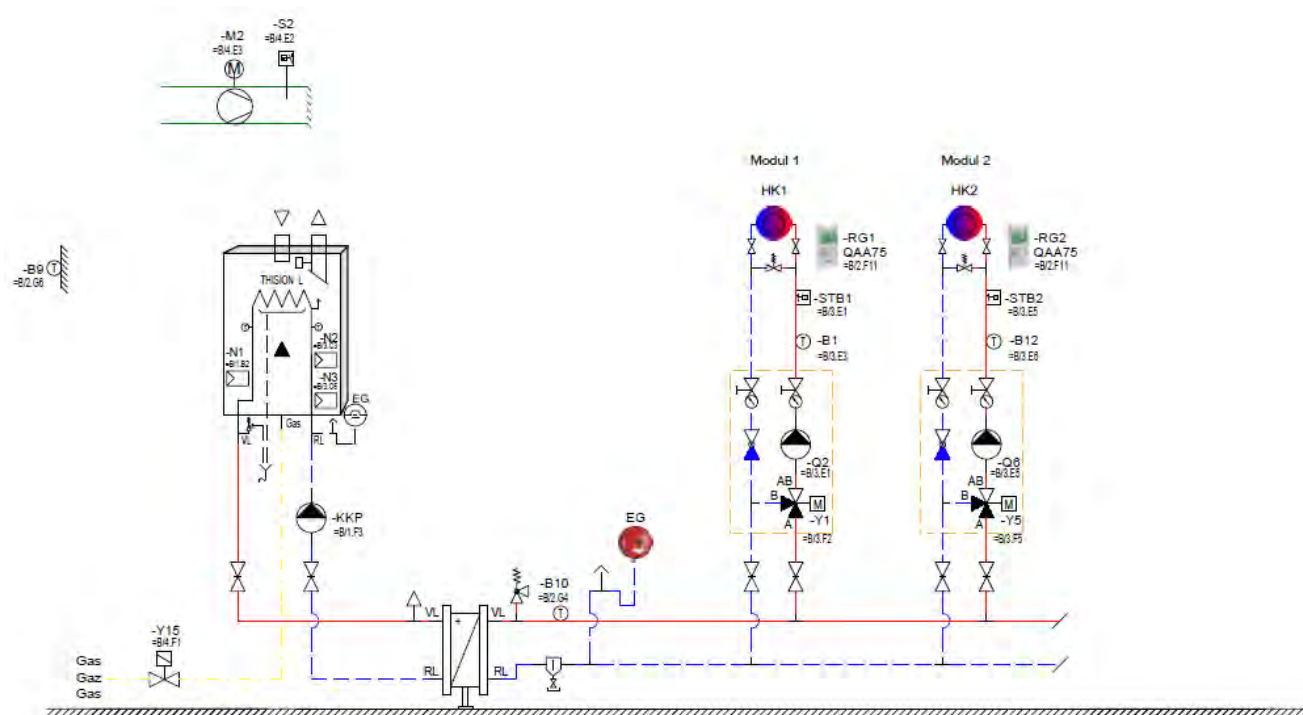 -S2
=B/4.E2
-M2
=B/4.E3
M
Modul 1
Modul 2
HK1
HK2
-RG1
QAA75
=B/2.F11
-RG2
QAA75
=B/2.F11
-B9
=B/2.G6
T
THISION L
-STB1
=B/3.E1
-STB2
=B/3.E5
T
-B1
=B/3.E3
T
-B12
=B/3.E6
-N1
=B/1.B2
-N2
-N3
EG
Gas
VL
RL
-Q2
=B/3.E1
-Q6
=B/3.E5
AB
B
M
A
-Y1
=B/3.F2
AB
B
M
A
-Y5
=B/3.F5
-KKP
=B/1.F3
EG
-B10
=B/2.G4
T
VL
VL
+
-Y15
=B/4.F1
RL
RL
Gas
Gaz
Gas